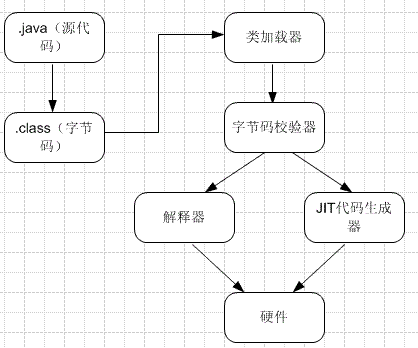 .java（源代
码）
类加载器
.class（字节
码）
字节码校验器
解释器
JIT代码生成
器
硬件